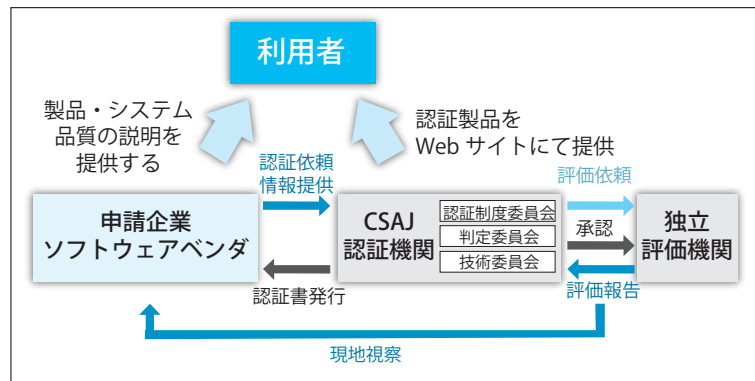 利用者
製品・システム
品質の説明を
提供する
認証製品を
Web サイトにて提供
認証依頼
情報提供
評価依頼
申請企業
ソフトウェアベンダ
CSAJ
認証機関
認証制度委員会
判定委員会
技術委員会
承認
独立
評価機関
認証書発行
評価報告
現地視察